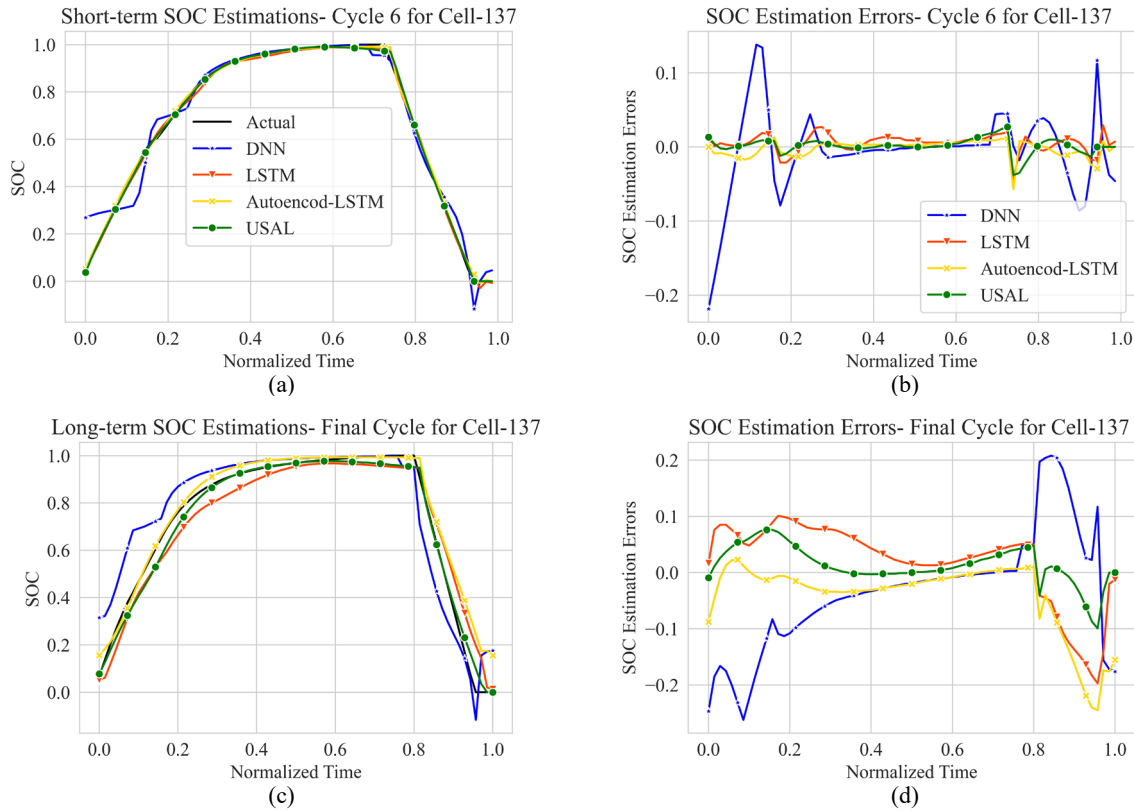 Short-term SOC Estimations- Cycle 6 for Cell-137
SOC
1.0
0.8
0.6
0.4
0.2
0.0
Actual
DNN
LSTM
Autoencod-LSTM
USAL
0.0 0.2 0.4 0.6 0.8 1.0
Normalized Time
(a)
SOC Estimation Errors- Cycle 6 for Cell-137
SOC Estimation Errors
0.1
0.0
−0.1
−0.2
DNN
LSTM
Autoencod-LSTM
USAL
0.0 0.2 0.4 0.6 0.8 1.0
Normalized Time
(b)
Long-term SOC Estimations- Final Cycle for Cell-137
SOC
1.0
0.8
0.6
0.4
0.2
0.0
0.0 0.2 0.4 0.6 0.8 1.0
Normalized Time
(c)
SOC Estimation Errors- Final Cycle for Cell-137
SOC Estimation Errors
0.2
0.1
0.0
−0.1
−0.2
0.0 0.2 0.4 0.6 0.8 1.0
Normalized Time
(d)